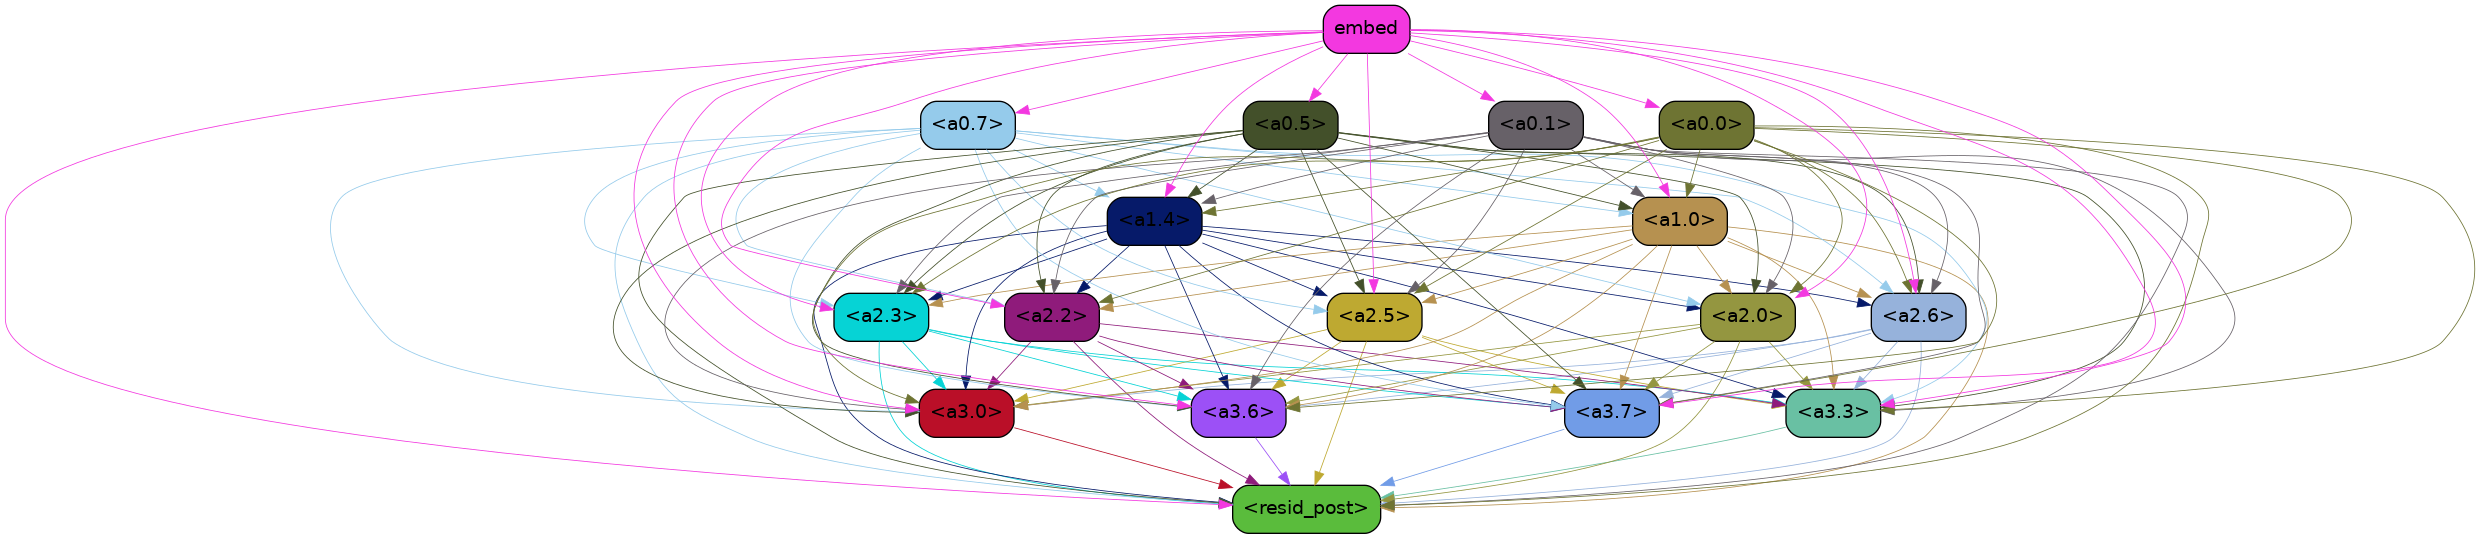 embed
<a0.7>
<a0.5>
<a0.1>
<a0.0>
<a1.4>
<a1.0>
<a2.3>
<a2.2>
<a2.5>
<a2.0>
<a2.6>
<a3.0>
<a3.6>
<a3.7>
<a3.3>
<resid_post>